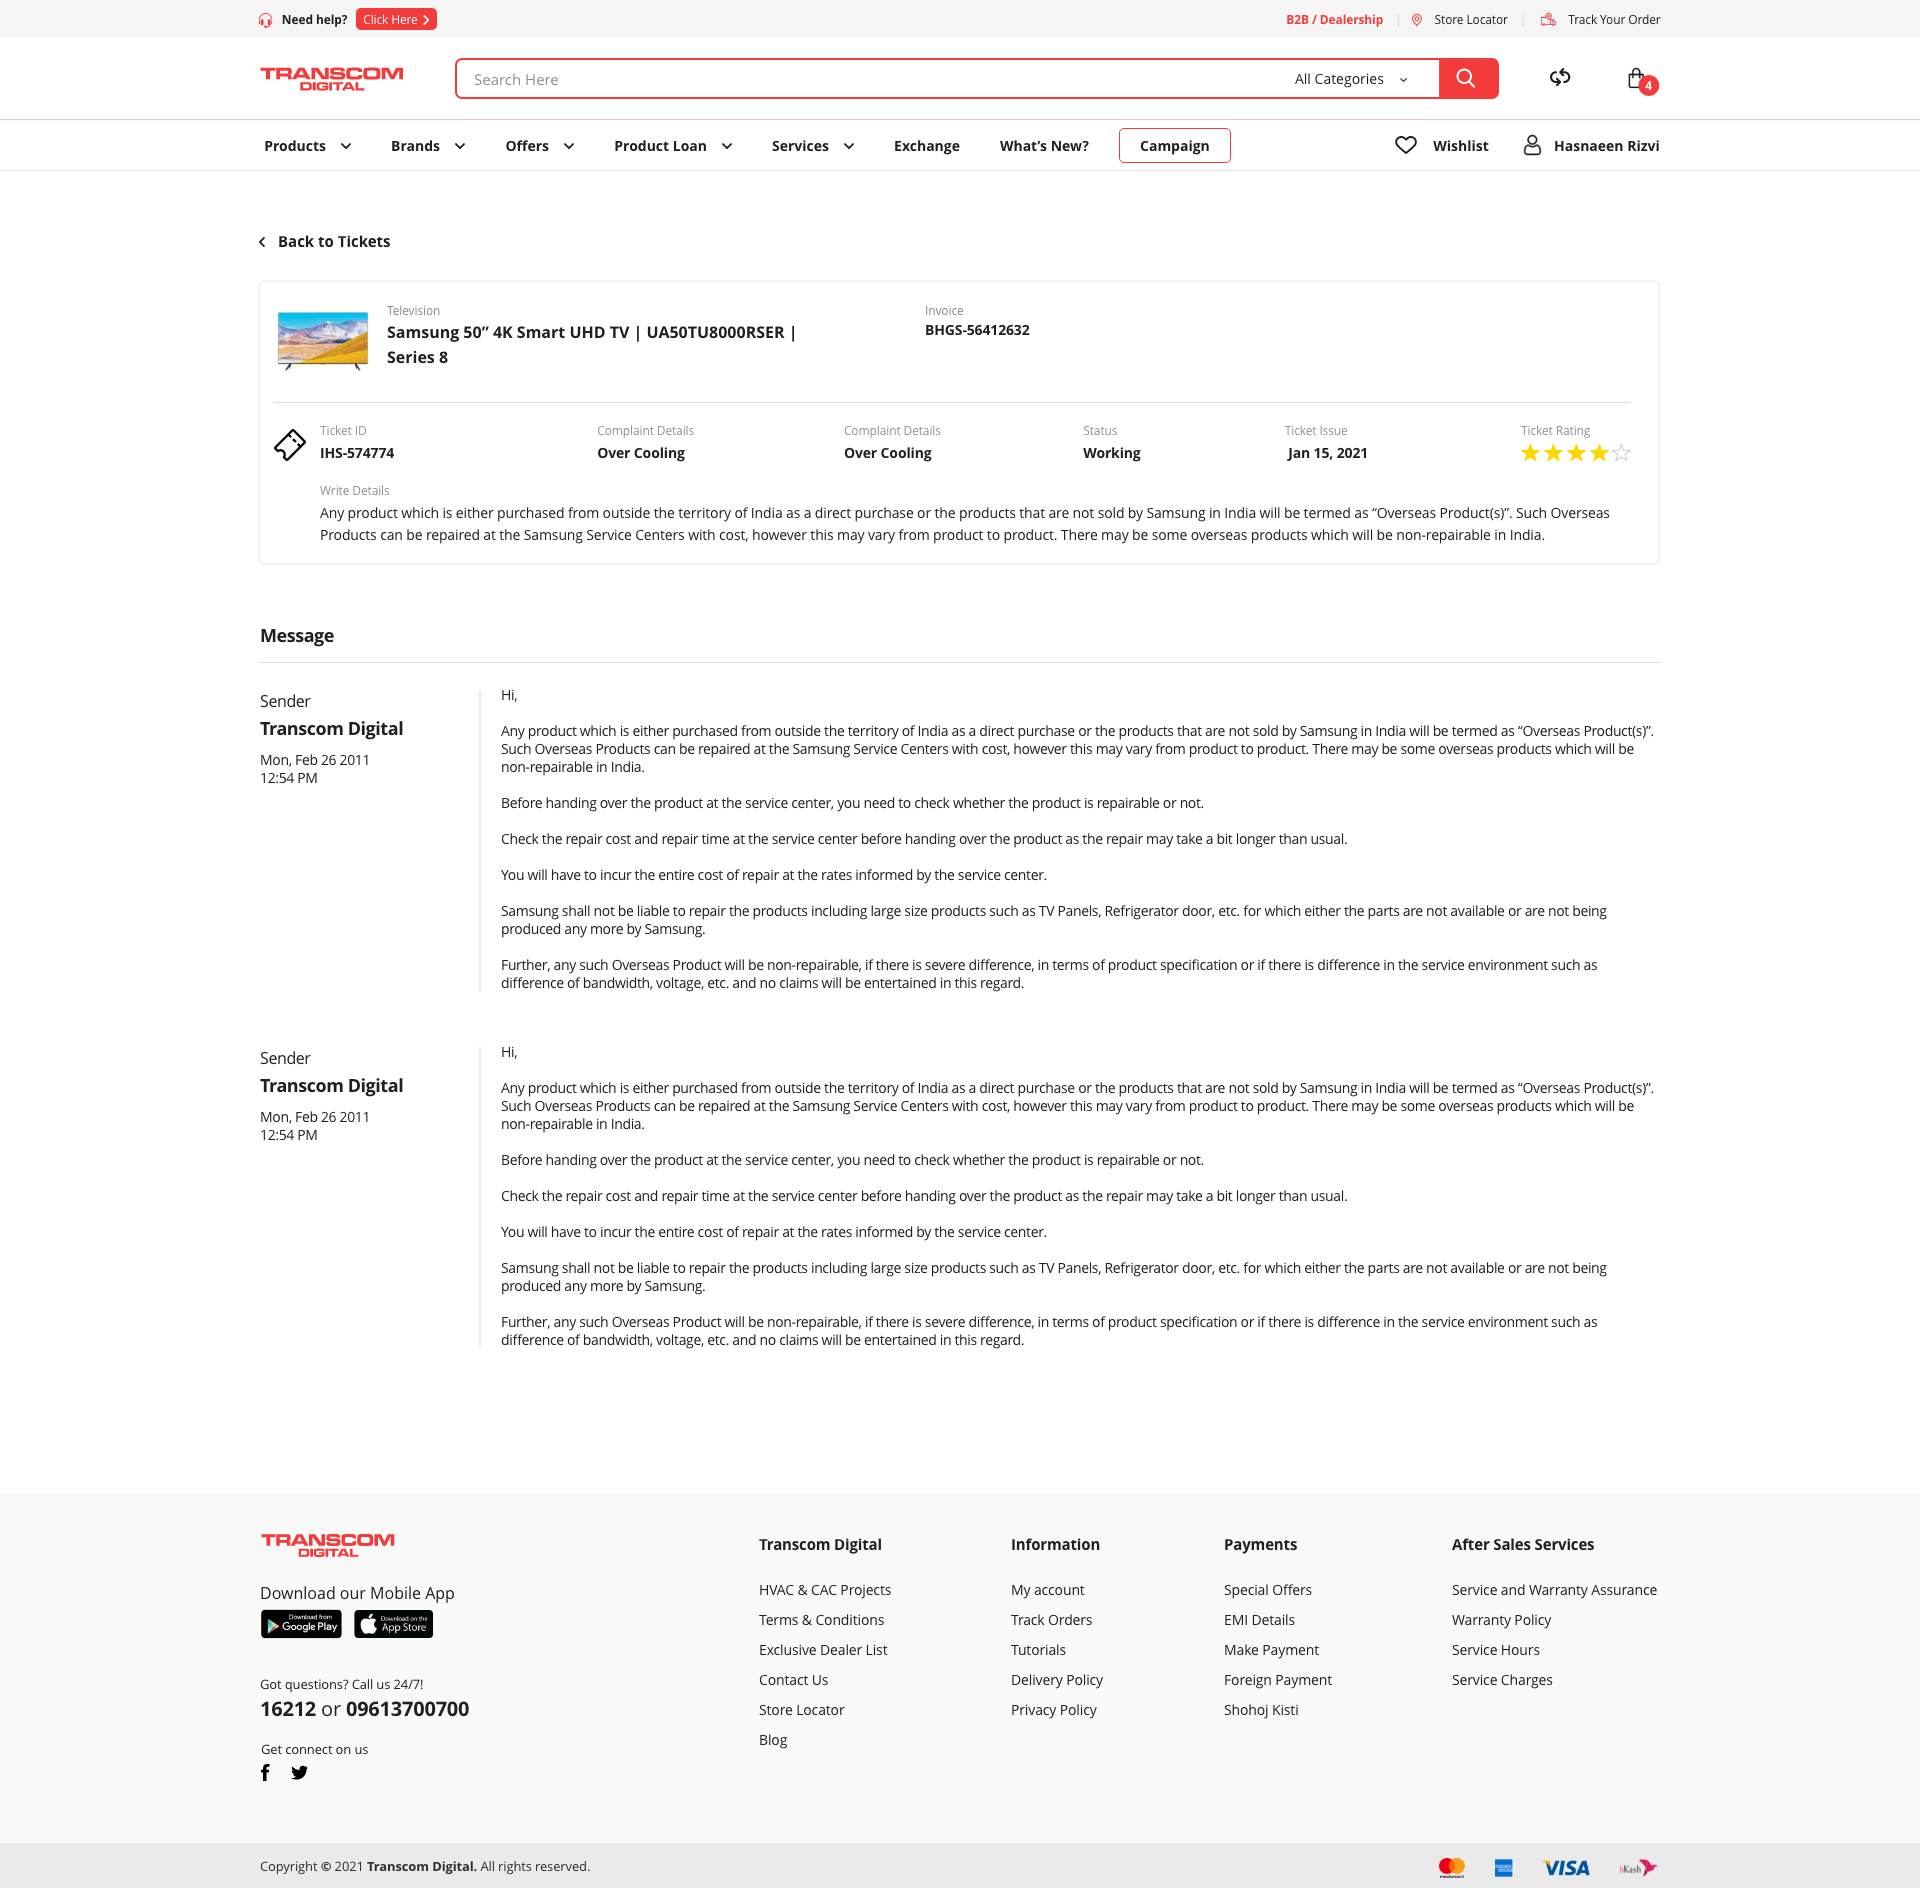 Need help? Click Here
B2B / Dealership Store Locator Track Your Order
TRANSCOM
DIGITAL
Search Here All Categories
4
Products Brands Offers Product Loan Services Exchange What’s New? Campaign Wishlist Hasnaeen Rizvi
Back to Tickets
Television
Samsung 50” 4K Smart UHD TV | UA50TU8000RSER |
Series 8
Invoice
BHGS-56412632
Ticket ID
IHS-574774
Complaint Details
Over Cooling
Complaint Details
Over Cooling
Status
Working
Ticket Issue
Jan 15, 2021
Ticket Rating
Write Details
Any product which is either purchased from outside the territory of India as a direct purchase or the products that are not sold by Samsung in India will be termed as “Overseas Product(s)”. Such Overseas
Products can be repaired at the Samsung Service Centers with cost, however this may vary from product to product. There may be some overseas products which will be non-repairable in India.
Message
Sender
Transcom Digital
Mon, Feb 26 2011
12:54 PM
Hi,
Any product which is either purchased from outside the territory of India as a direct purchase or the products that are not sold by Samsung in India will be termed as “Overseas Product(s)”.
Such Overseas Products can be repaired at the Samsung Service Centers with cost, however this may vary from product to product. There may be some overseas products which will be
non-repairable in India.
Before handing over the product at the service center, you need to check whether the product is repairable or not.
Check the repair cost and repair time at the service center before handing over the product as the repair may take a bit longer than usual.
You will have to incur the entire cost of repair at the rates informed by the service center.
Samsung shall not be liable to repair the products including large size products such as TV Panels, Refrigerator door, etc. for which either the parts are not available or are not being
produced any more by Samsung.
Further, any such Overseas Product will be non-repairable, if there is severe difference, in terms of product specification or if there is difference in the service environment such as
difference of bandwidth, voltage, etc. and no claims will be entertained in this regard.
Sender
Transcom Digital
Mon, Feb 26 2011
12:54 PM
Hi,
Any product which is either purchased from outside the territory of India as a direct purchase or the products that are not sold by Samsung in India will be termed as “Overseas Product(s)”.
Such Overseas Products can be repaired at the Samsung Service Centers with cost, however this may vary from product to product. There may be some overseas products which will be
non-repairable in India.
Before handing over the product at the service center, you need to check whether the product is repairable or not.
Check the repair cost and repair time at the service center before handing over the product as the repair may take a bit longer than usual.
You will have to incur the entire cost of repair at the rates informed by the service center.
Samsung shall not be liable to repair the products including large size products such as TV Panels, Refrigerator door, etc. for which either the parts are not available or are not being
produced any more by Samsung.
Further, any such Overseas Product will be non-repairable, if there is severe difference, in terms of product specification or if there is difference in the service environment such as
difference of bandwidth, voltage, etc. and no claims will be entertained in this regard.
TRANSCOM
DIGITAL
Download our Mobile App
Download from
Google Play
Download on the
App Store
Got questions? Call us 24/7!
16212 or 09613700700
Get connect on us
Transcom Digital
HVAC & CAC Projects
Terms & Conditions
Exclusive Dealer List
Contact Us
Store Locator
Blog
Information
My account
Track Orders
Tutorials
Delivery Policy
Privacy Policy
Payments
Special Offers
EMI Details
Make Payment
Foreign Payment
Shohoj Kisti
After Sales Services
Service and Warranty Assurance
Warranty Policy
Service Hours
Service Charges
Copyright © 2021 Transcom Digital. All rights reserved.
mastercard
VISA
bKash